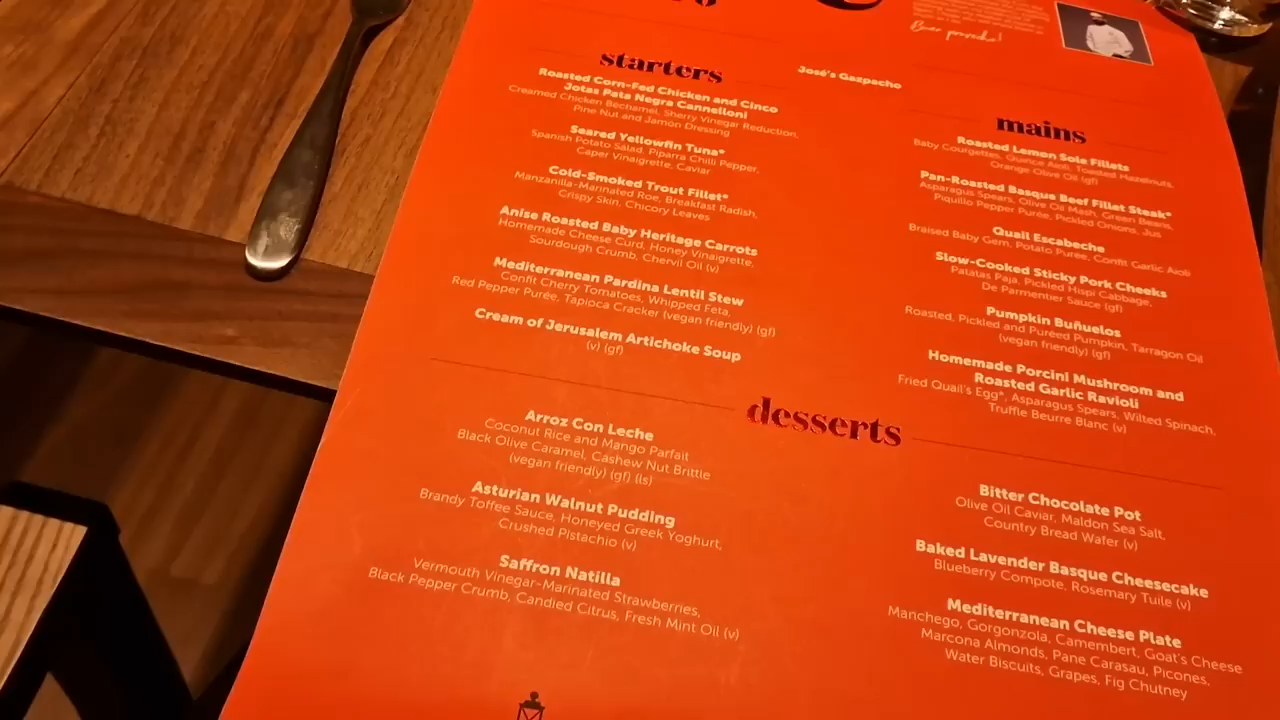 Buen provecho!
José's Gazpacho
starters
Roasted Corn-Fed Chicken and Cinco
Jotas Pata Negra Cannelloni
Creamed Chicken Bechamel, Sherry Vinegar Reduction,
Pine Nut and Jamón Dressing
Seared Yellowfin Tuna*
Spanish Potato Salad, Piparra Chilli Pepper,
Caper Vinaigrette, Caviar
Cold-Smoked Trout Fillet*
Manzanilla-Marinated Roe, Breakfast Radish,
Crispy Skin, Chicory Leaves
Anise Roasted Baby Heritage Carrots
Homemade Cheese Curd, Honey Vinaigrette,
Sourdough Crumb, Chervil Oil (v)
Mediterranean Pardina Lentil Stew
Confit Cherry Tomatoes, Whipped Feta,
Red Pepper Purée, Tapioca Cracker (vegan friendly) (gf)
Cream of Jerusalem Artichoke Soup
(v) (gf)
mains
Roasted Lemon Sole Fillets
Baby Courgettes, Quince Aioli, Toasted Hazelnuts,
Orange Olive Oil (gf)
Pan-Roasted Basque Beef Fillet Steak*
Asparagus Spears, Olive Oil Mash, Green Beans,
Piquillo Pepper Purée, Pickled Onions, Jus
Quail Escabeche
Braised Baby Gem, Potato Purée, Confit Garlic Aioli
Slow-Cooked Sticky Pork Cheeks
Patatas Paja, Pickled Hispi Cabbage,
De Parmentier Sauce (gf)
Pumpkin Buñuelos
Roasted, Pickled and Puréed Pumpkin, Tarragon Oil
(vegan friendly) (gf)
Homemade Porcini Mushroom and
Roasted Garlic Ravioli
Fried Quail's Egg*, Asparagus Spears, Wilted Spinach,
Truffle Beurre Blanc (v)
desserts
Arroz Con Leche
Coconut Rice and Mango Parfait
Black Olive Caramel, Cashew Nut Brittle
(vegan friendly) (gf) (ls)
Asturian Walnut Pudding
Brandy Toffee Sauce, Honeyed Greek Yoghurt,
Crushed Pistachio (v)
Saffron Natilla
Vermouth Vinegar-Marinated Strawberries,
Black Pepper Crumb, Candied Citrus, Fresh Mint Oil (v)
Bitter Chocolate Pot
Olive Oil Caviar, Maldon Sea Salt,
Country Bread Wafer (v)
Baked Lavender Basque Cheesecake
Blueberry Compote, Rosemary Tuile (v)
Mediterranean Cheese Plate
Manchego, Gorgonzola, Camembert, Goat's Cheese
Marcona Almonds, Pane Carasau, Picones,
Water Biscuits, Grapes, Fig Chutney